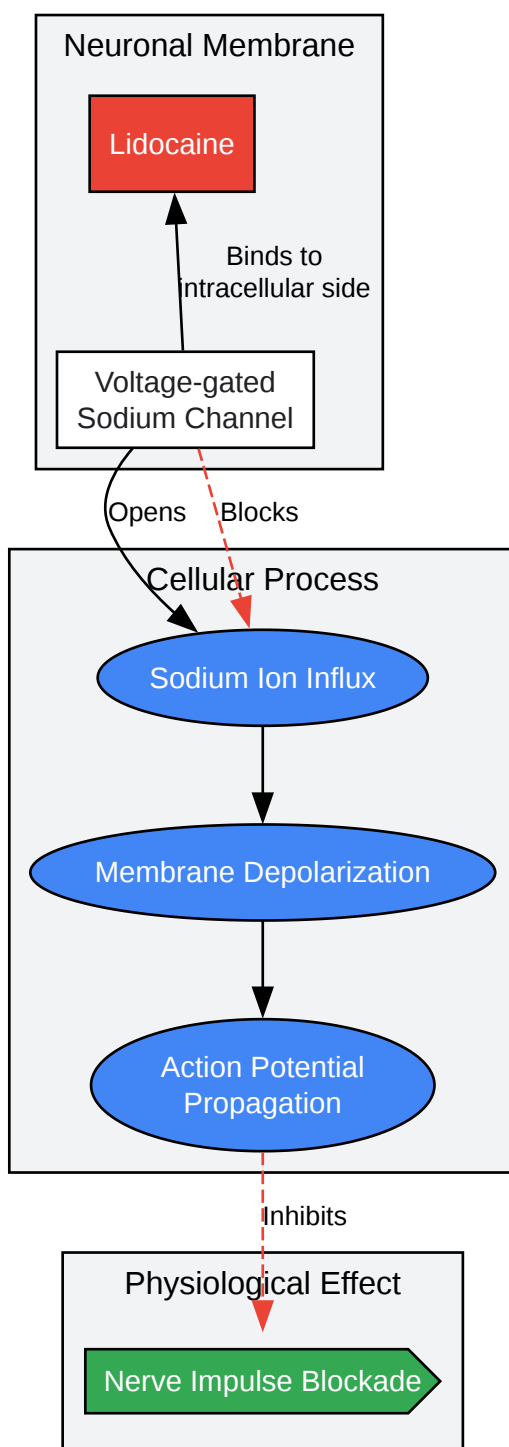 Neuronal Membrane
Lidocaine
Binds to
intracellular side
Voltage-gated
Sodium Channel
Opens
Blocks
Cellular Process
Sodium Ion Influx
Membrane Depolarization
Action Potential
Propagation
Inhibits
Physiological Effect
Nerve Impulse Blockade